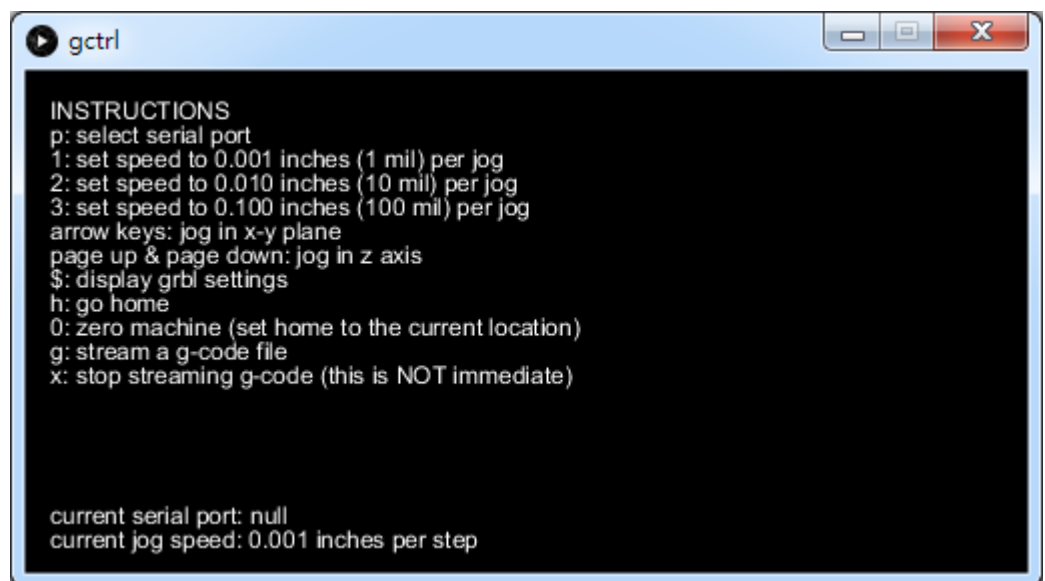 gctrl
INSTRUCTIONS
p: select serial port
1: set speed to 0.001 inches (1 mil) per jog
2: set speed to 0.010 inches (10 mil) per jog
3: set speed to 0.100 inches (100 mil) per jog
arrow keys: jog in x-y plane
page up & page down: jog in z axis
$: display grbl settings
h: go home
0: zero machine (set home to the current location)
g: stream a g-code file
x: stop streaming g-code (this is NOT immediate)
current serial port: null
current jog speed: 0.001 inches per step